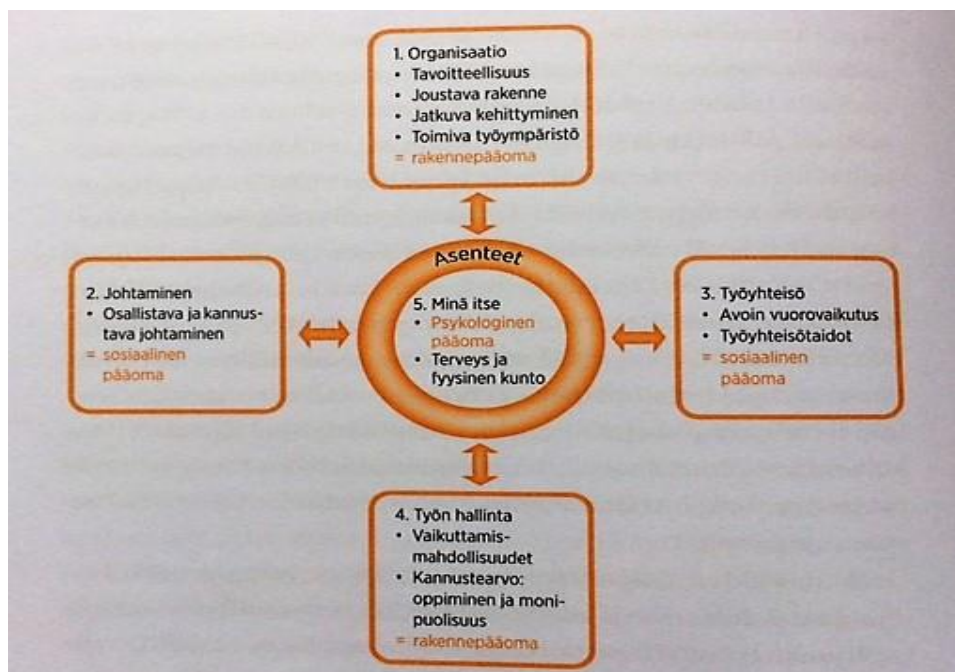 1. Organisaatio
• Tavoitteellisuus
• Joustava rakenne
• Jatkuva kehittyminen
• Toimiva työympäristö
= rakennepääoma
Asenteet
2. Johtaminen
• Osallistava ja kannus-
tava johtaminen
= sosiaalinen
pääoma
5. Minä itse
• Psykologinen
pääoma
• Terveys ja
fyysinen kunto
3. Työyhteisö
• Avoin vuorovaikutus
• Työyhteisötaidot
= sosiaalinen
pääoma
4. Työn hallinta
• Vaikuttamis-
mahdollisuudet
• Kannustearvo:
oppiminen ja moni-
puolisuus
= rakennepääoma